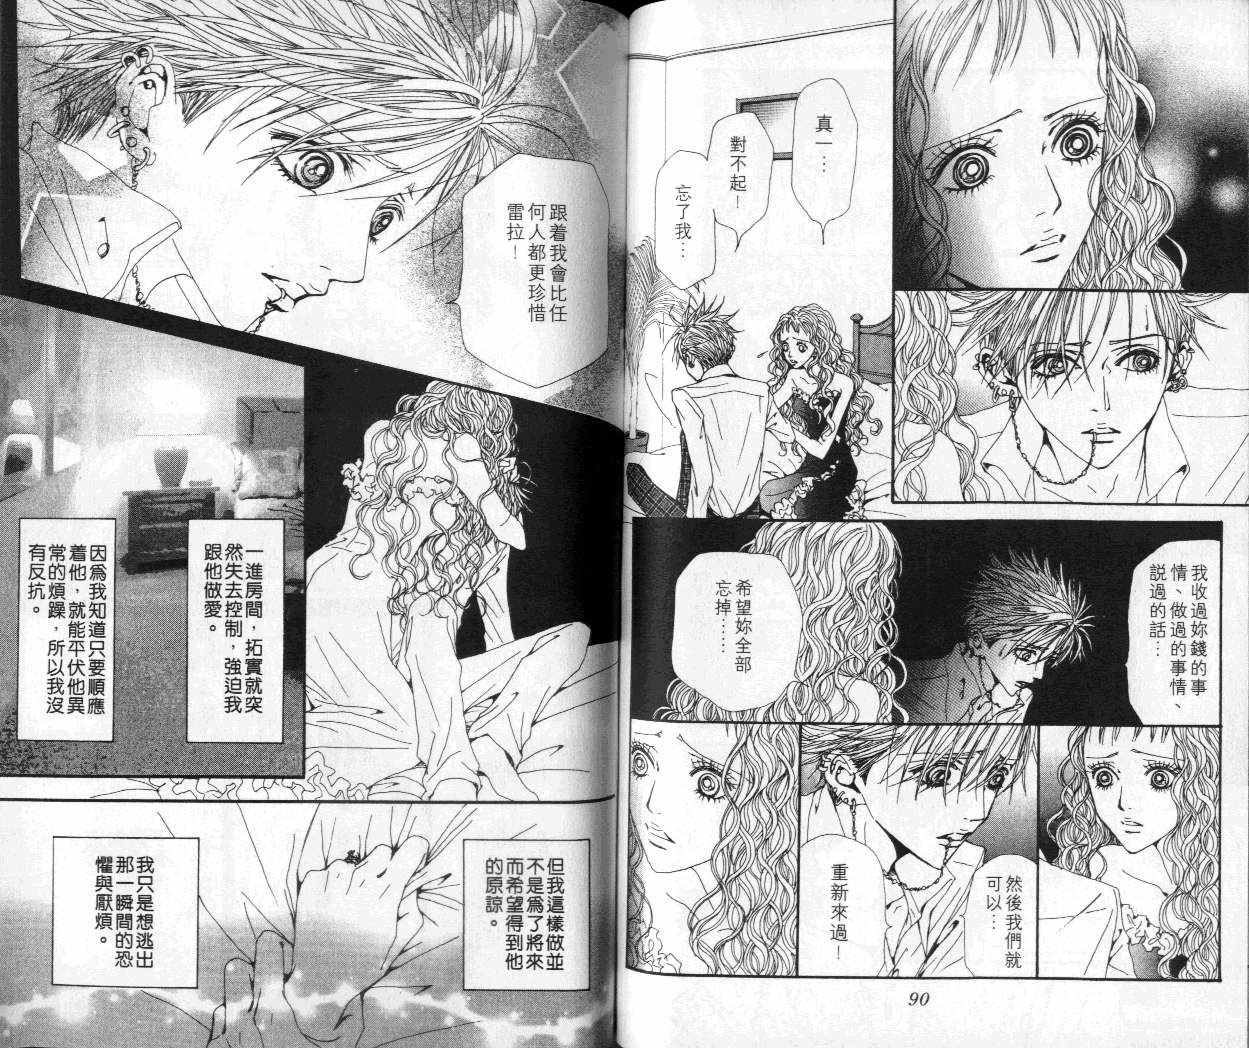 真一…
對不起！
忘了我…
我收過妳錢的事
情、做過的事情、
說過的話…
希望妳全部
忘掉……
然後我們就
可以…
重新來過！
90
跟着我會比任
何人都更珍惜
雷拉！
一進房間，拓實就突
然失去控制，強迫我
跟他做愛。
因為我知道只要順應
着他，就能平伏他異
常的煩躁，所以我沒
有反抗。
但我這樣做並
不是為了將來
而希望得到他
的原諒。
我只是想逃出
那一瞬間的恐
懼與厭煩。